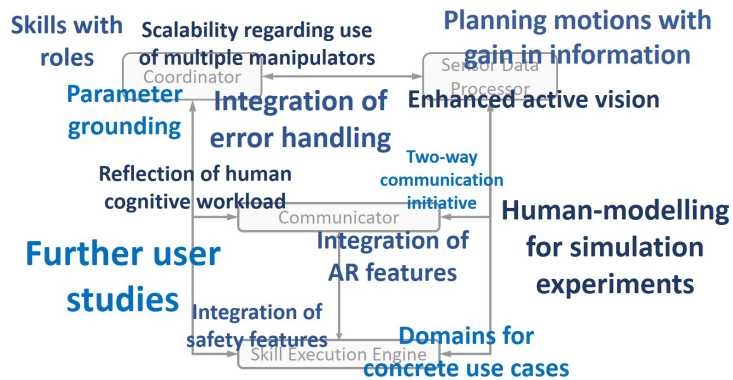 Skills with
roles
Scalability regarding use
of multiple manipulators
Planning motions with
gain in information
Coordinator
Sensor Data
Processor
Parameter
grounding
Integration of
error handling
Enhanced active vision
Reflection of human
cognitive workload
Two-way
communication
initiative
Communicator
Human-modelling
for simulation
experiments
Integration of
AR features
Further user
studies
Integration of
safety features
Domains for
concrete use cases
Skill Execution Engine